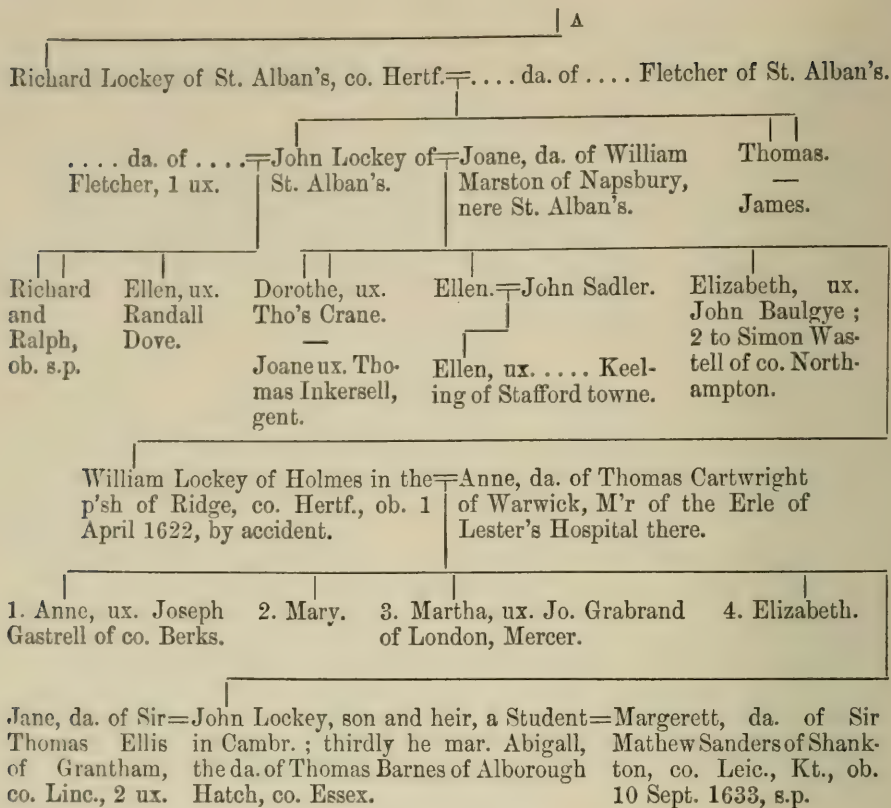 A
Richard Lockey of St. Alban's, co. Hertf.=.... da. of .... Fletcher of St. Alban's.
.... da. of ....=John Lockey of=Joane, da. of William
Fletcher, 1 ux.
St. Alban's.
Marston of Napsbury,
nere St. Alban's.
Thomas.
—
James.
Richard
and
Ralph,
ob. s.p.
Ellen, ux.
Randall
Dove.
Dorothe, ux.
Tho's Crane.
—
Joane ux. Tho-
mas Inkersell,
gent.
Ellen.=John Sadler.
Ellen, ux. ..... Keel-
ing of Stafford towne.
Elizabeth, ux.
John Baulgye ;
2 to Simon Was-
tell of co. North-
ampton.
William Lockey of Holmes in the=Anne, da. of Thomas Cartwright
p'sh of Ridge, co. Hertf., ob. 1
April 1622, by accident.
of Warwick, M'r of the Erle of
Lester's Hospital there.
1. Anne, ux. Joseph
Gastrell of co. Berks.
2. Mary.
3. Martha, ux. Jo. Grabrand
of London, Mercer.
4. Elizabeth.
Jane, da. of Sir=John Lockey, son and heir, a Student=Margerett, da. of Sir
Thomas Ellis
of Grantham,
co. Linc., 2 ux.
in Cambr. ; thirdly he mar. Abigall,
the da. of Thomas Barnes of Alborough
Hatch, co. Essex.
Mathew Sanders of Shank-
ton, co. Leic., Kt., ob.
10 Sept. 1633, s.p.